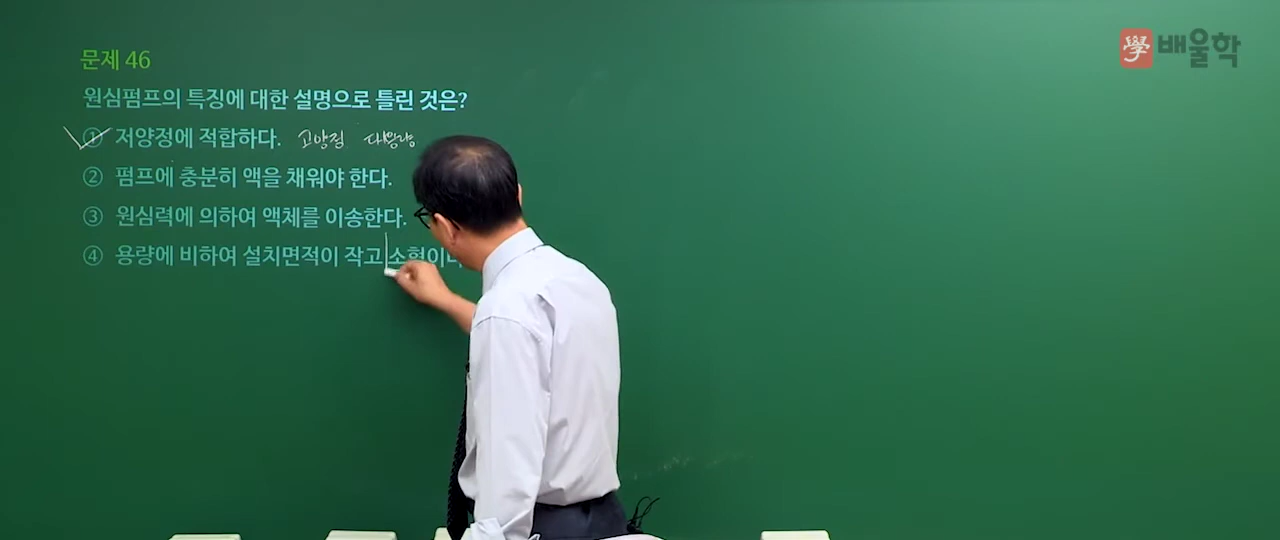 學 배울학
문제 46
원심펌프의 특징에 대한 설명으로 틀린 것은?
① 저양정에 적합하다. 고양정 대용량
② 펌프에 충분히 액을 채워야 한다.
③ 원심력에 의하여 액체를 이송한다.
④ 용량에 비하여 설치면적이 작고 소형이다